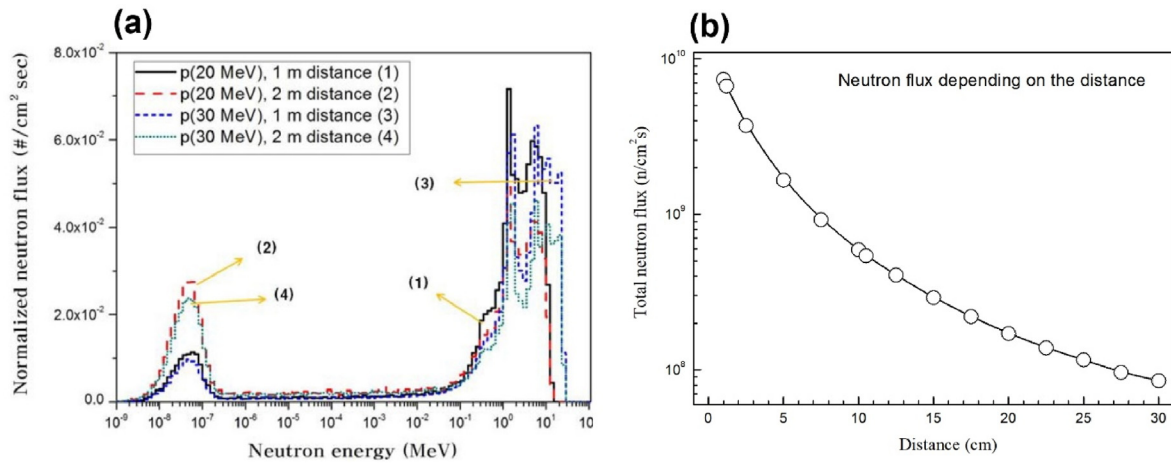 (a)
Normalized neutron flux (#/cm² sec)
8.0x10⁻²
6.0x10⁻²
4.0x10⁻²
2.0x10⁻²
0.0
p(20 MeV), 1 m distance (1)
p(20 MeV), 2 m distance (2)
p(30 MeV), 1 m distance (3)
p(30 MeV), 2 m distance (4)
(3)
(2)
(4)
(1)
10⁻⁹ 10⁻⁸ 10⁻⁷ 10⁻⁶ 10⁻⁵ 10⁻⁴ 10⁻³ 10⁻² 10⁻¹ 10⁰ 10¹ 10²
Neutron energy (MeV)
(b)
Total neutron flux (n/cm²s)
10¹⁰
10⁹
10⁸
Neutron flux depending on the distance
0 5 10 15 20 25 30
Distance (cm)